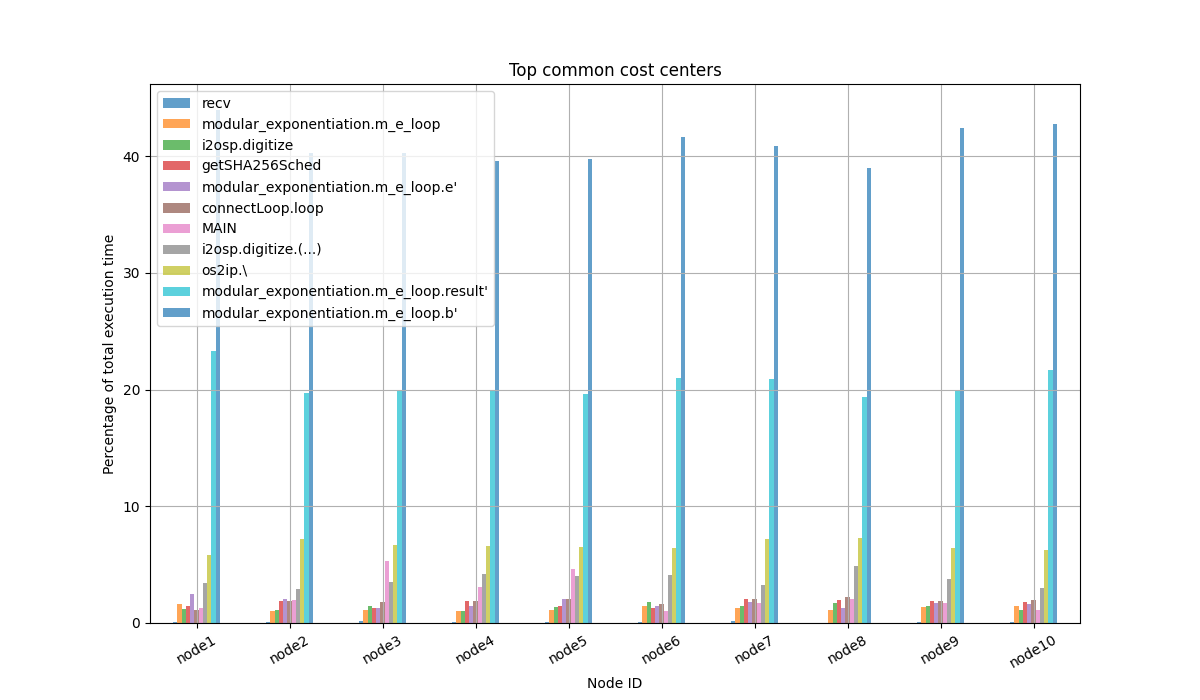 Top common cost centers
recv
modular_exponentiation.m_e_loop
i2osp.digitize
getSHA256Sched
modular_exponentiation.m_e_loop.e'
connectLoop.loop
MAIN
i2osp.digitize.(...)
os2ip.\
modular_exponentiation.m_e_loop.result'
modular_exponentiation.m_e_loop.b'
Percentage of total execution time
40
30
20
10
0
node1 node2 node3 node4 node5 node6 node7 node8 node9 node10
Node ID